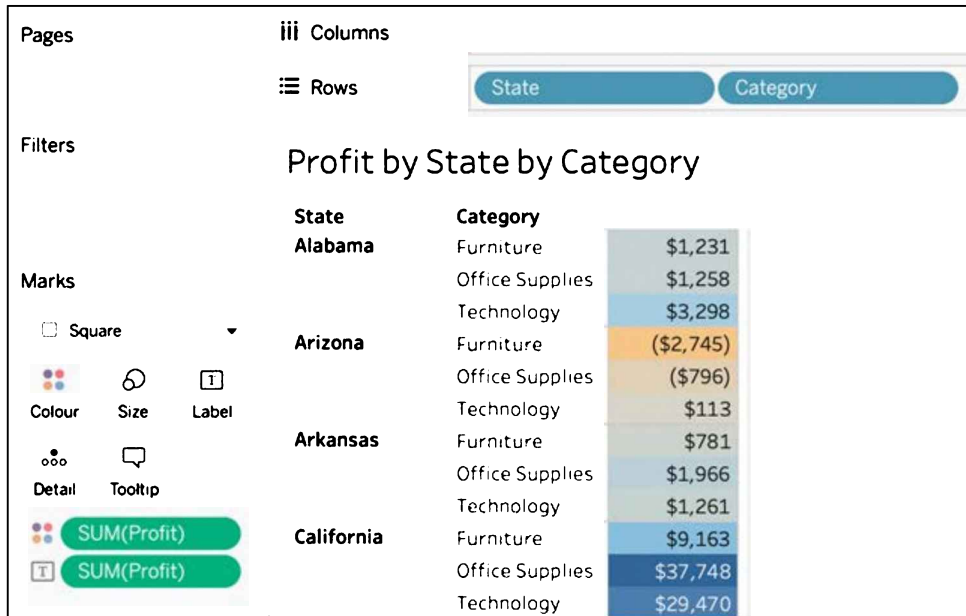 Pages
Columns
Rows
State Category
Filters
Profit by State by Category
State Category
Alabama Furniture $1,231
Office Supplies $1,258
Technology $3,298
Arizona Furniture ($2,745)
Office Supplies ($796)
Technology $113
Arkansas Furniture $781
Office Supplies $1,966
Technology $1,261
California Furniture $9,163
Office Supplies $37,748
Technology $29,470
Marks
Square
Colour Size Label
Detail Tooltip
SUM(Profit)
T SUM(Profit)